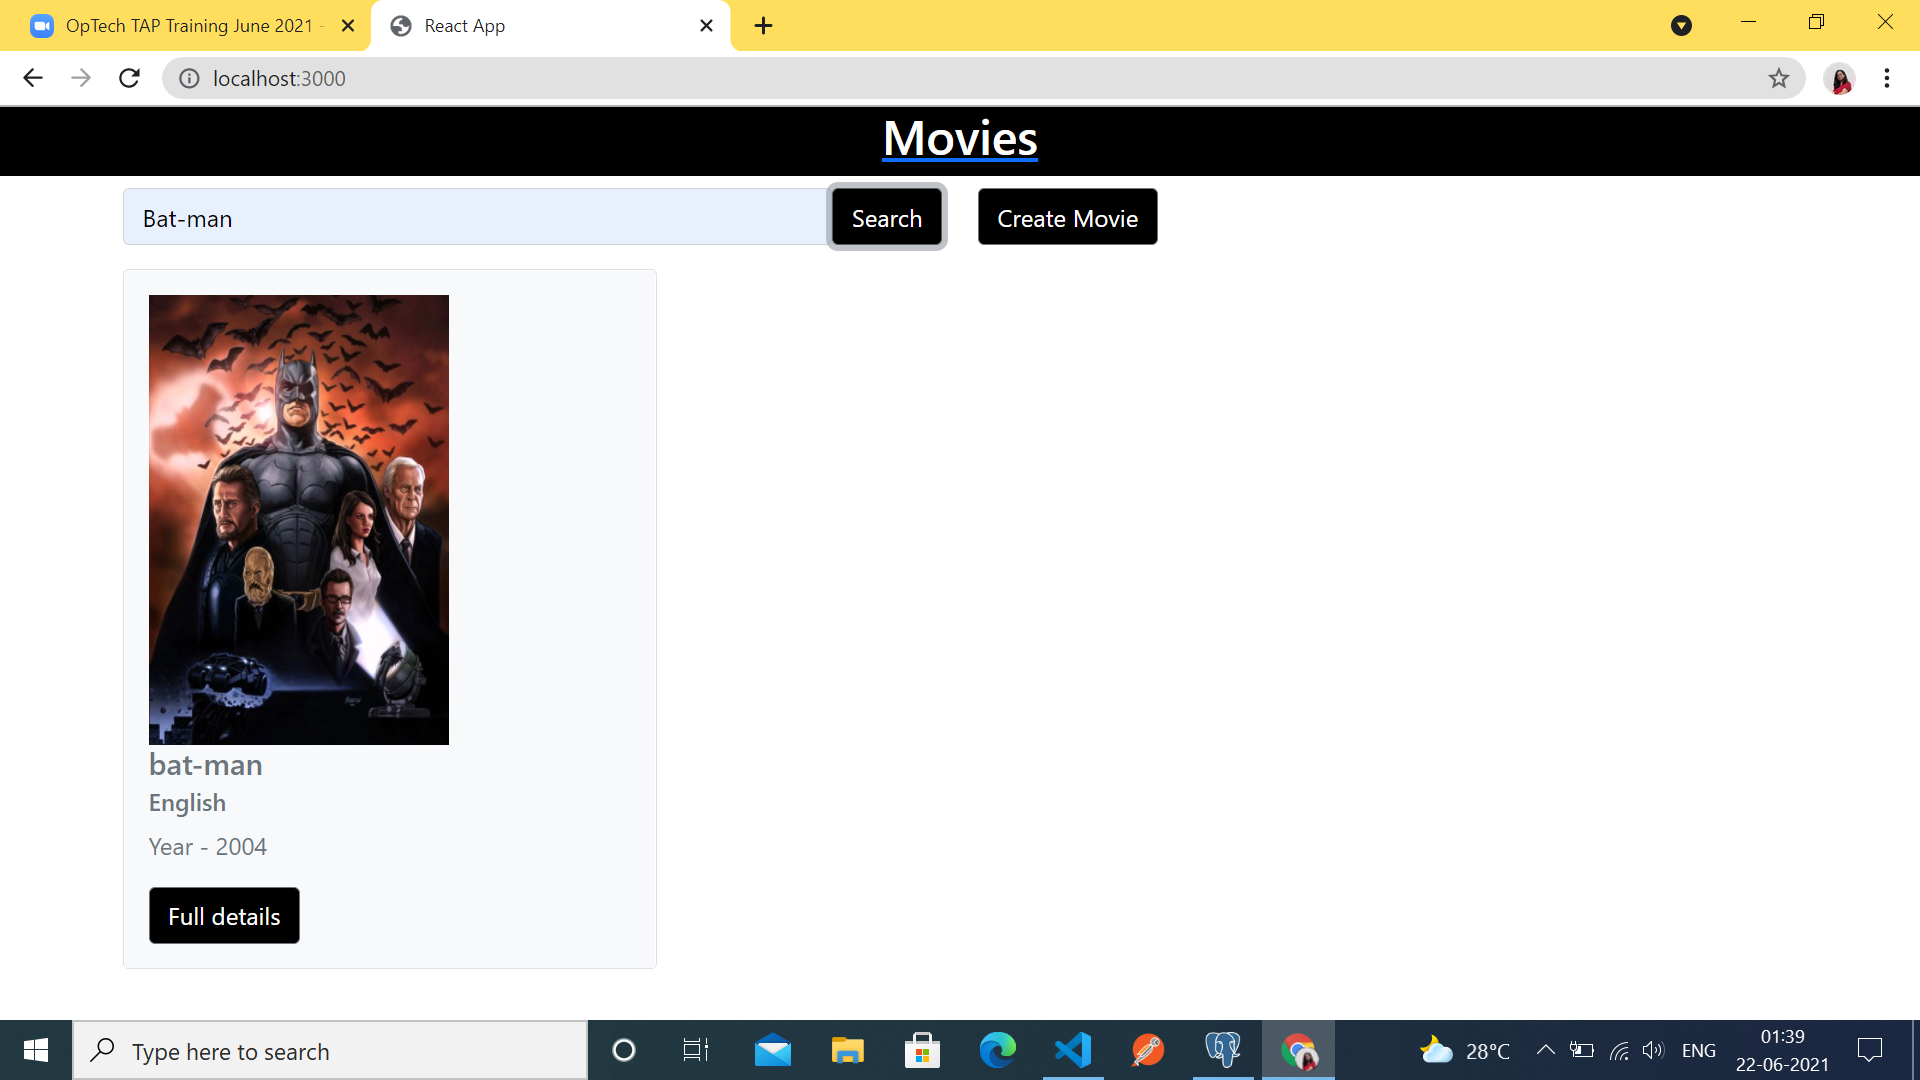 OpTech TAP Training June 2021 -
React App
localhost:3000
Movies
Bat-man
Search
Create Movie
bat-man
English
Year - 2004
Full details
Type here to search
28°C
ENG
01:39
22-06-2021